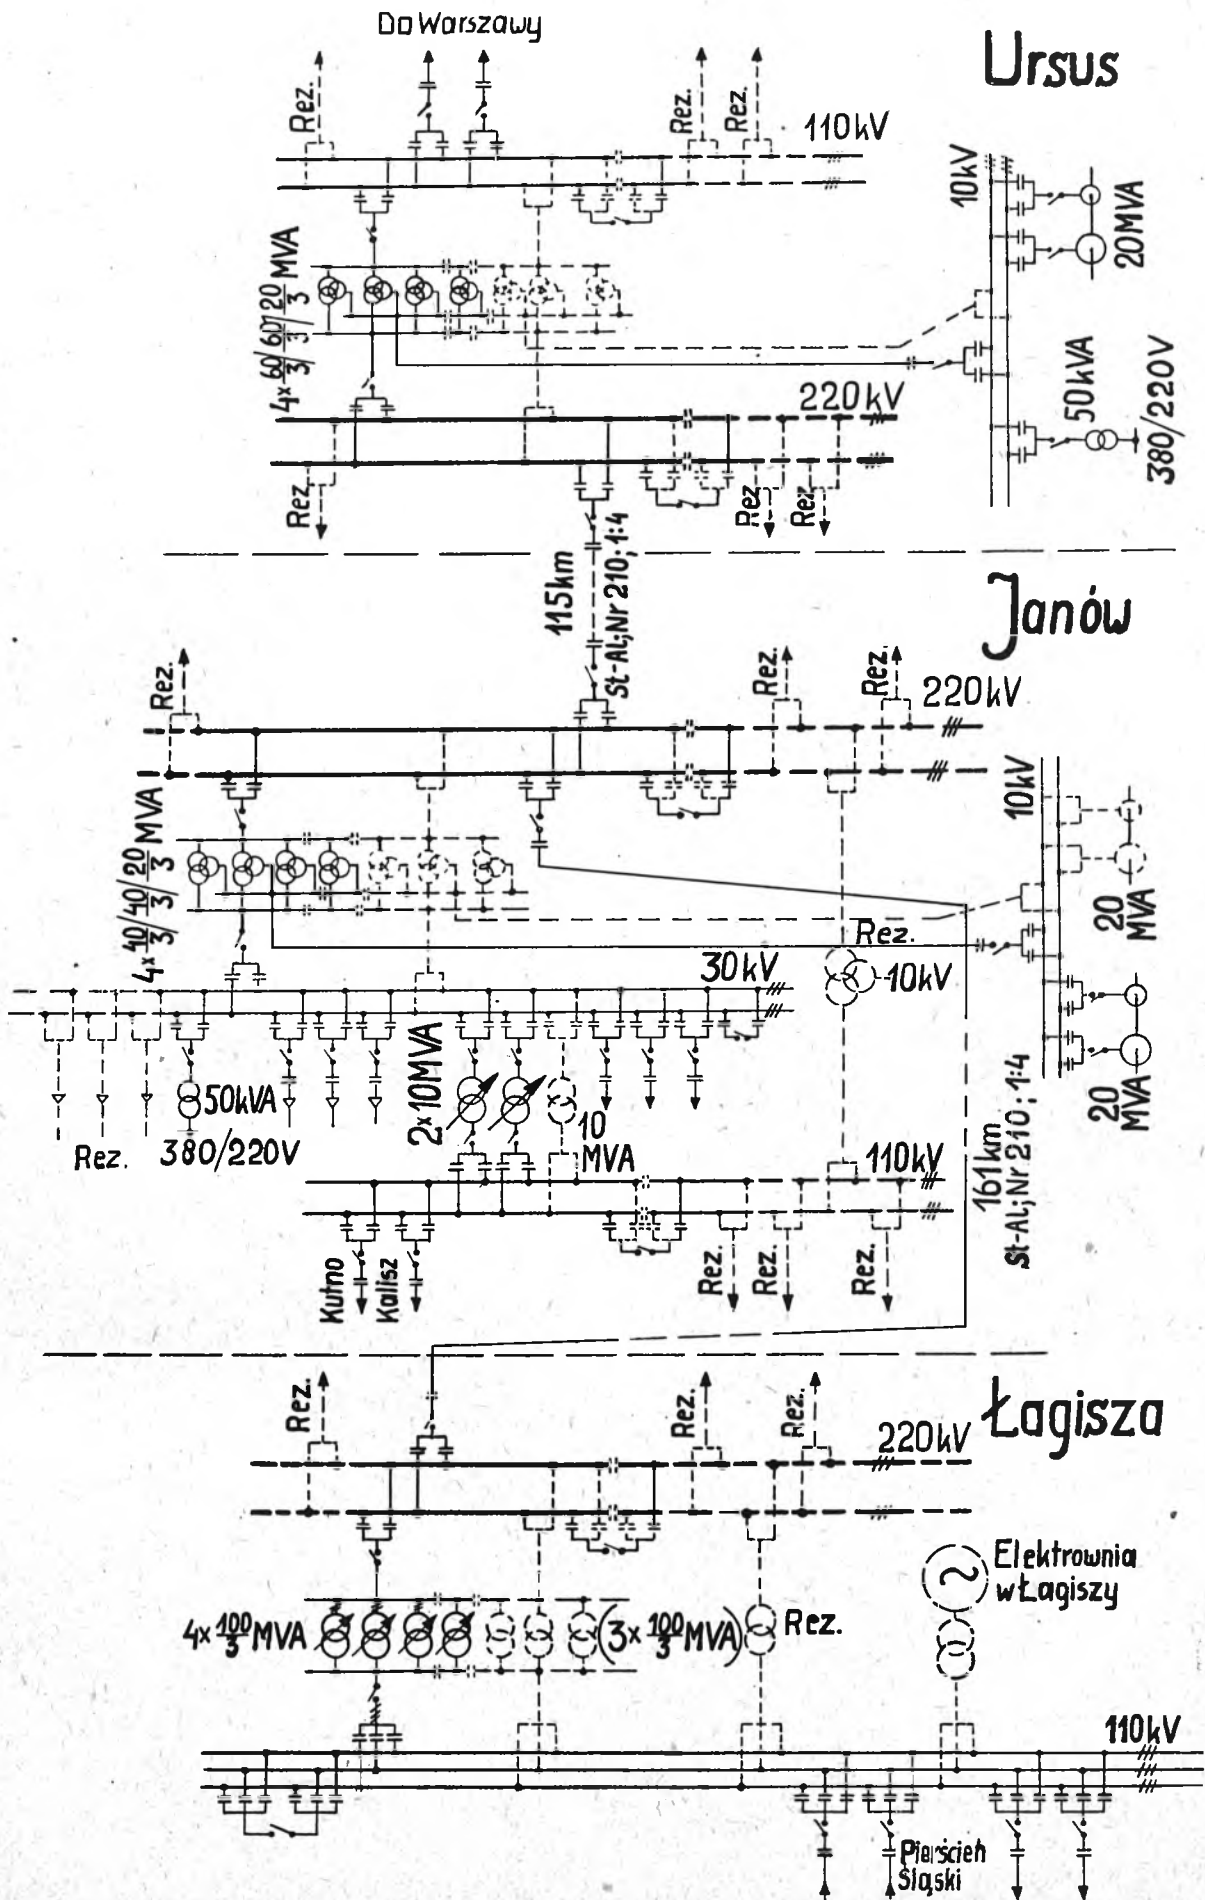 Do Warszawy
Ursus
Rez.
Rez.
Rez.
110kV
10kV
20MVA
4x 60/3 / 60/3 / 20/3 MVA
220kV
50kVA
380/220V
Rez.
Rez
Rez
115km
St-Al; Nr 210; 1:4
Janów
Rez.
Rez.
Rez.
220kV
10kV
4x 40/3 / 40/3 / 20/3 MVA
20
MVA
Rez.
10kV
30kV
2x10MVA
50kVA
380/220V
Rez.
10
MVA
20
MVA
110kV
161km
St-Al; Nr 210; 1:4
Kutno
Kalisz
Rez.
Rez.
Rez.
Łagisza
Rez.
Rez.
Rez.
220kV
Elektrownia
w Łagiszy
4x 100/3 MVA
(3x 100/3 MVA)
Rez.
110kV
Pierścień
Śląski